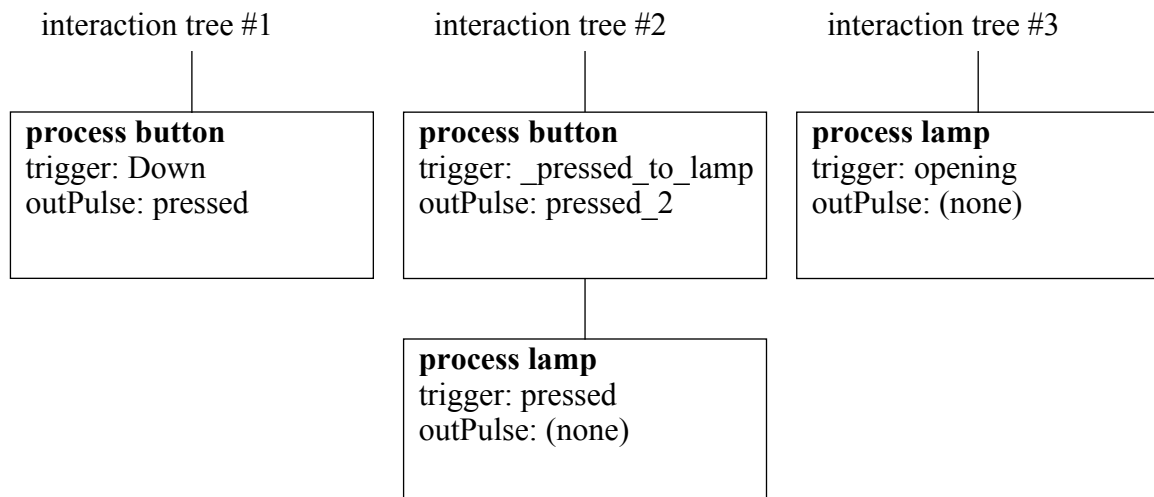 interaction tree #1
interaction tree #2
interaction tree #3
process button
trigger: Down
outPulse: pressed
process button
trigger: _pressed_to_lamp
outPulse: pressed_2
process lamp
trigger: opening
outPulse: (none)
process lamp
trigger: pressed
outPulse: (none)